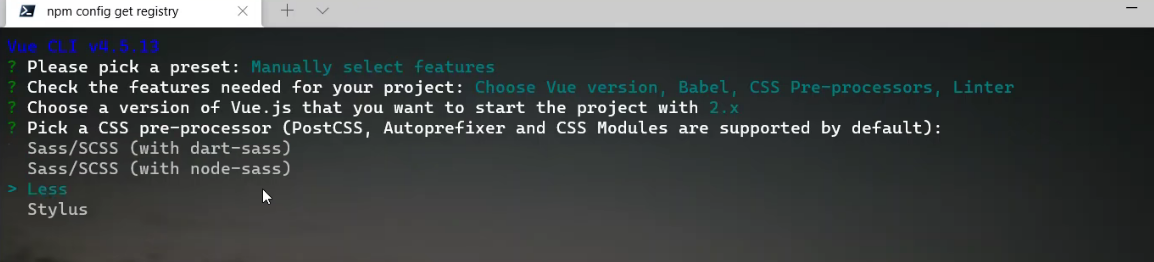 npm config get registry
Vue CLI v4.5.13
? Please pick a preset: Manually select features
? Check the features needed for your project: Choose Vue version, Babel, CSS Pre-processors, Linter
? Choose a version of Vue.js that you want to start the project with 2.x
? Pick a CSS pre-processor (PostCSS, Autoprefixer and CSS Modules are supported by default):
Sass/SCSS (with dart-sass)
Sass/SCSS (with node-sass)
> Less
Stylus